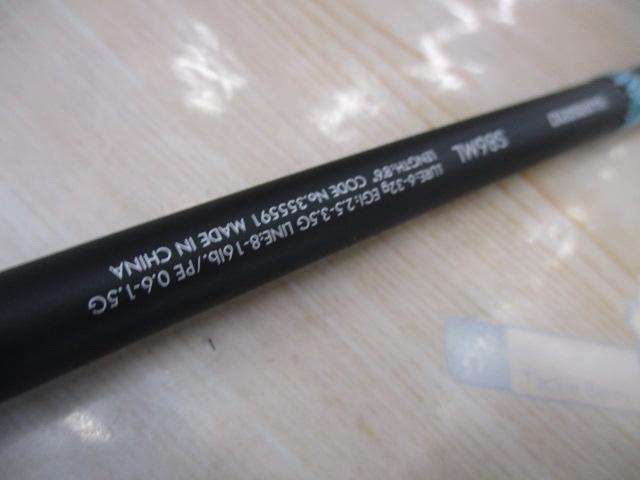 S86ML
LENGTH:8'6" CODE No.355591 MADE IN CHINA
LURE:6-32g EGI:2.5-3.5G LINE:8-16lb./PE 0.6-1.5G